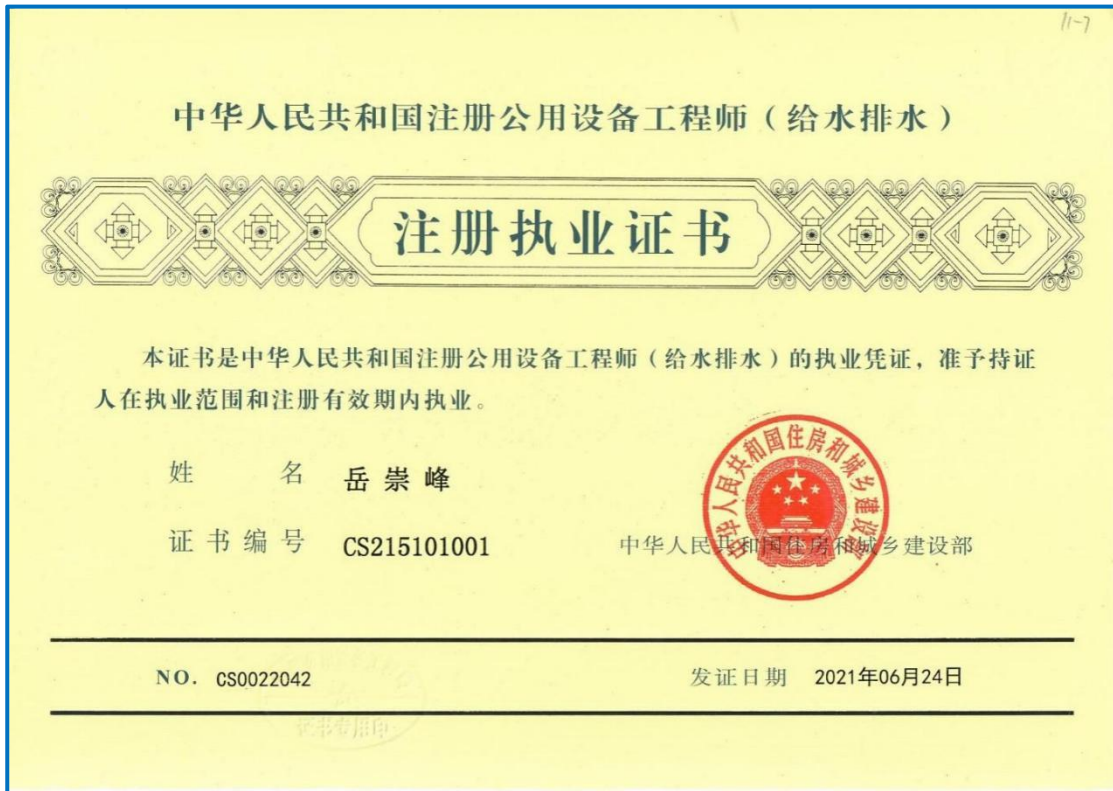 11-7
中华人民共和国注册公用设备工程师（给水排水）
注册执业证书
本证书是中华人民共和国注册公用设备工程师（给水排水）的执业凭证，准予持证
人在执业范围和注册有效期内执业。
姓 名 岳崇峰
证书编号 CS215101001
中华人民共和国住房和城乡建设部
中华人民共和国住房和城乡建设部
NO. CS0022042
发证日期 2021年06月24日
证书专用印